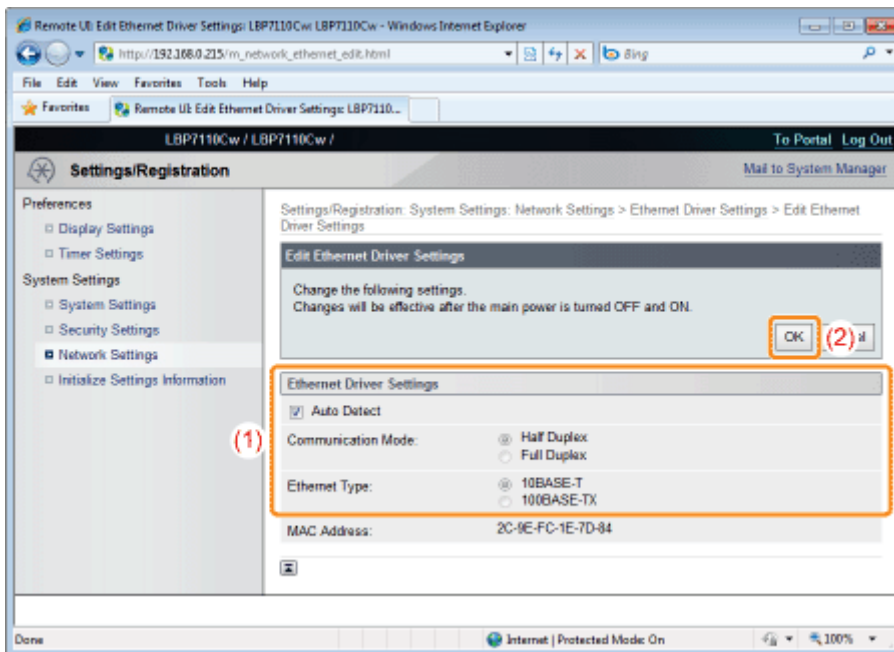 Remote UI: Edit Ethernet Driver Settings: LBP7110Cw: LBP7110Cw - Windows Internet Explorer
http://192.168.0.215/m_network_ethernet_edit.html
Bing
File Edit View Favorites Tools Help
Favorites
Remote UI: Edit Ethernet Driver Settings: LBP7110...
LBP7110Cw / LBP7110Cw /
To Portal Log Out
Settings/Registration
Mail to System Manager
Preferences
Display Settings
Timer Settings
System Settings
System Settings
Security Settings
Network Settings
Initialize Settings Information
Settings/Registration: System Settings: Network Settings > Ethernet Driver Settings > Edit Ethernet
Driver Settings
Edit Ethernet Driver Settings
Change the following settings.
Changes will be effective after the main power is turned OFF and ON.
OK
(2)
(1)
Ethernet Driver Settings
Auto Detect
Communication Mode:
Half Duplex
Full Duplex
Ethernet Type:
10BASE-T
100BASE-TX
MAC Address:
2C-9E-FC-1E-7D-84
Done
Internet | Protected Mode: On
100%